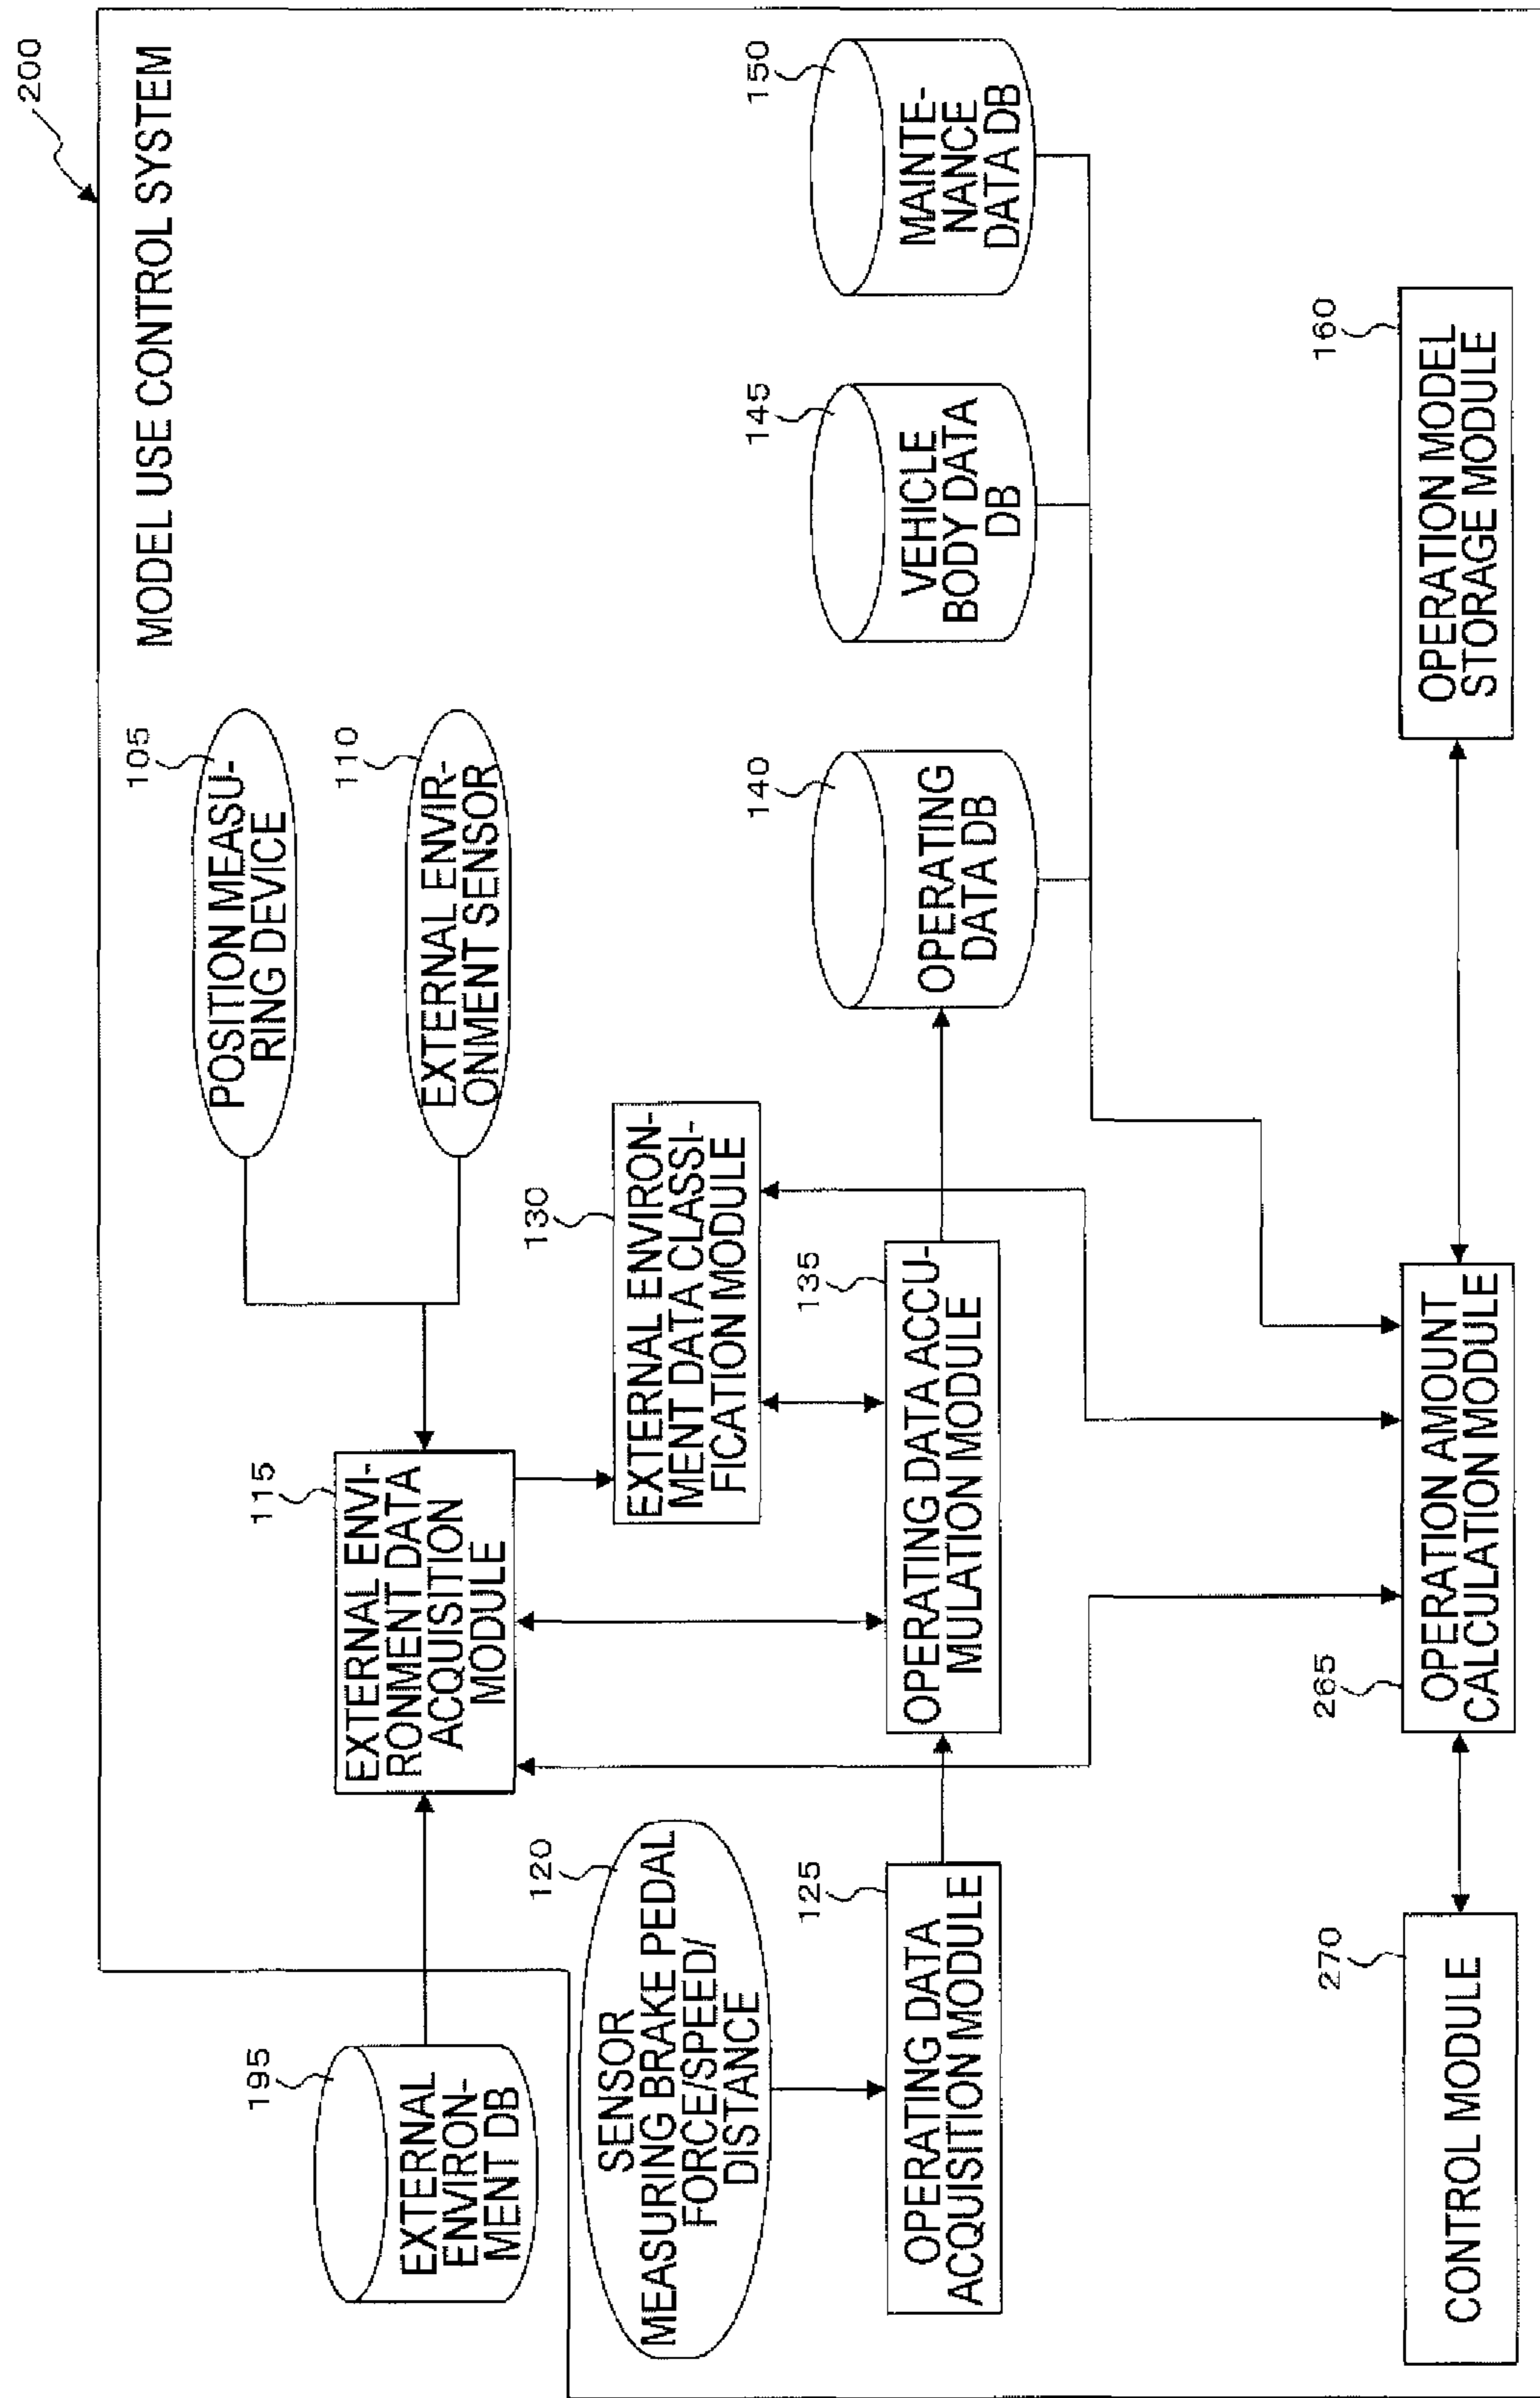 200
MODEL USE CONTROL SYSTEM
195
EXTERNAL
ENVIRON-
MENT DB
115
EXTERNAL ENVI-
RONMENT DATA
ACQUISITION
MODULE
105
POSITION MEASU-
RING DEVICE
110
EXTERNAL ENVIR-
ONMENT SENSOR
120
SENSOR
MEASURING BRAKE PEDAL
FORCE/SPEED/
DISTANCE
130
EXTERNAL ENVIRON-
MENT DATA CLASSI-
FICATION MODULE
125
OPERATING DATA
ACQUISITION MODULE
135
OPERATING DATA ACCU-
MULATION MODULE
140
OPERATING
DATA DB
145
VEHICLE
BODY DATA
DB
150
MAINTE-
NANCE
DATA DB
270
CONTROL MODULE
265
OPERATION AMOUNT
CALCULATION MODULE
160
OPERATION MODEL
STORAGE MODULE